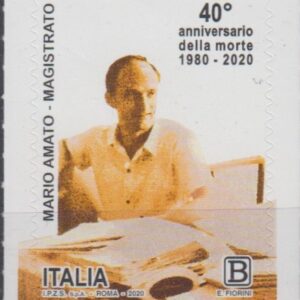 40°
anniversario
della morte
1980 - 2020
MARIO AMATO - MAGISTRATO
ITALIA
B
I.P.Z.S. S.p.A. - ROMA - 2020
E. FIORINI